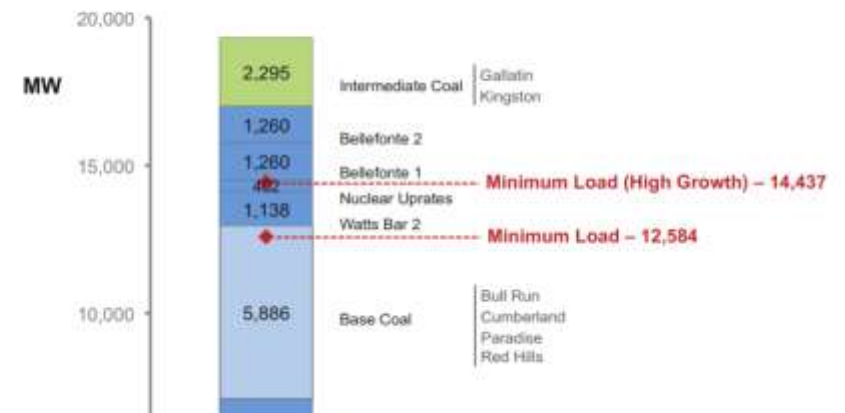 20,000
MW
2,295
Intermediate Coal
Gallatin
Kingston
1,260
Bellefonte 2
15,000
1,260
Bellefonte 1
Minimum Load (High Growth) – 14,437
Nuclear Uprates
1,138
Watts Bar 2
Minimum Load – 12,584
10,000
5,886
Base Coal
Bull Run
Cumberland
Paradise
Red Hills